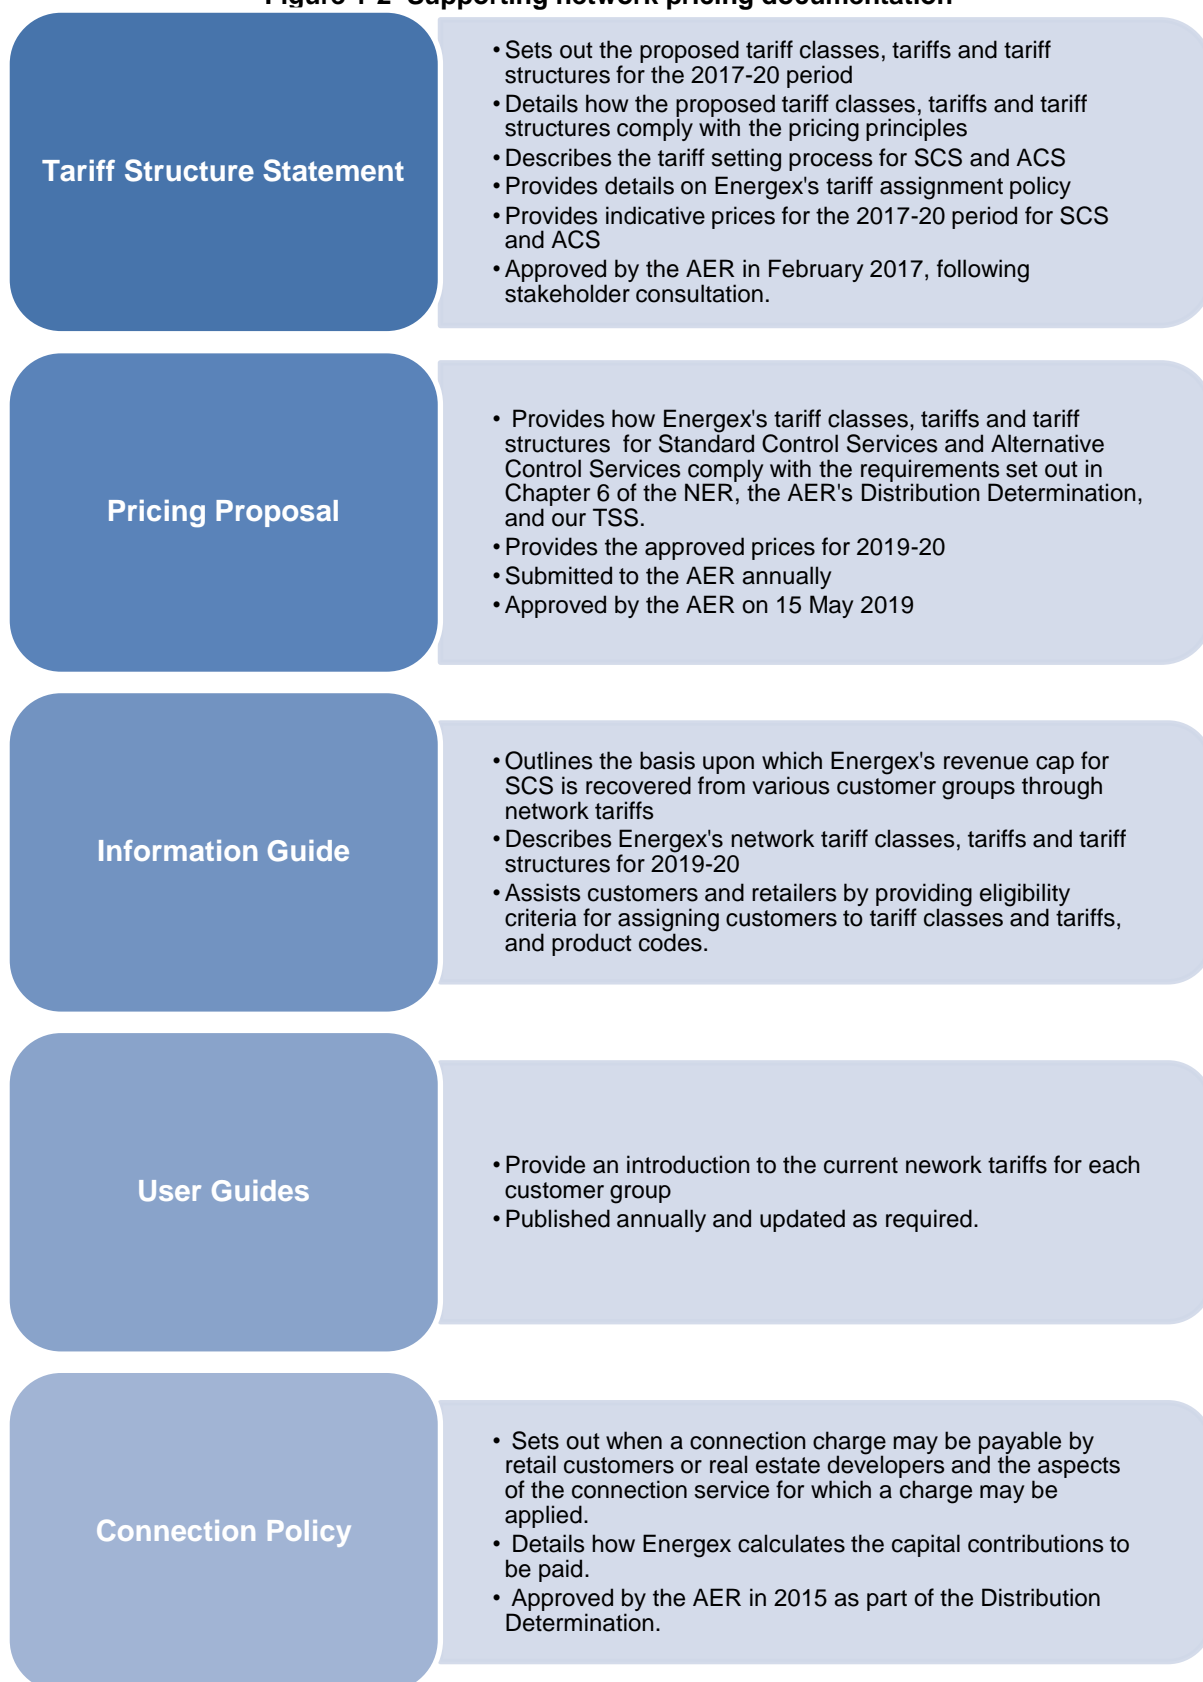 Figure 1-2 Supporting network pricing documentation
Tariff Structure Statement
• Sets out the proposed tariff classes, tariffs and tariff
structures for the 2017-20 period
• Details how the proposed tariff classes, tariffs and tariff
structures comply with the pricing principles
• Describes the tariff setting process for SCS and ACS
• Provides details on Energex's tariff assignment policy
• Provides indicative prices for the 2017-20 period for SCS
and ACS
• Approved by the AER in February 2017, following
stakeholder consultation.
Pricing Proposal
• Provides how Energex's tariff classes, tariffs and tariff
structures for Standard Control Services and Alternative
Control Services comply with the requirements set out in
Chapter 6 of the NER, the AER's Distribution Determination,
and our TSS.
• Provides the approved prices for 2019-20
• Submitted to the AER annually
• Approved by the AER on 15 May 2019
Information Guide
• Outlines the basis upon which Energex's revenue cap for
SCS is recovered from various customer groups through
network tariffs
• Describes Energex's network tariff classes, tariffs and tariff
structures for 2019-20
• Assists customers and retailers by providing eligibility
criteria for assigning customers to tariff classes and tariffs,
and product codes.
User Guides
• Provide an introduction to the current nework tariffs for each
customer group
• Published annually and updated as required.
Connection Policy
• Sets out when a connection charge may be payable by
retail customers or real estate developers and the aspects
of the connection service for which a charge may be
applied.
• Details how Energex calculates the capital contributions to
be paid.
• Approved by the AER in 2015 as part of the Distribution
Determination.